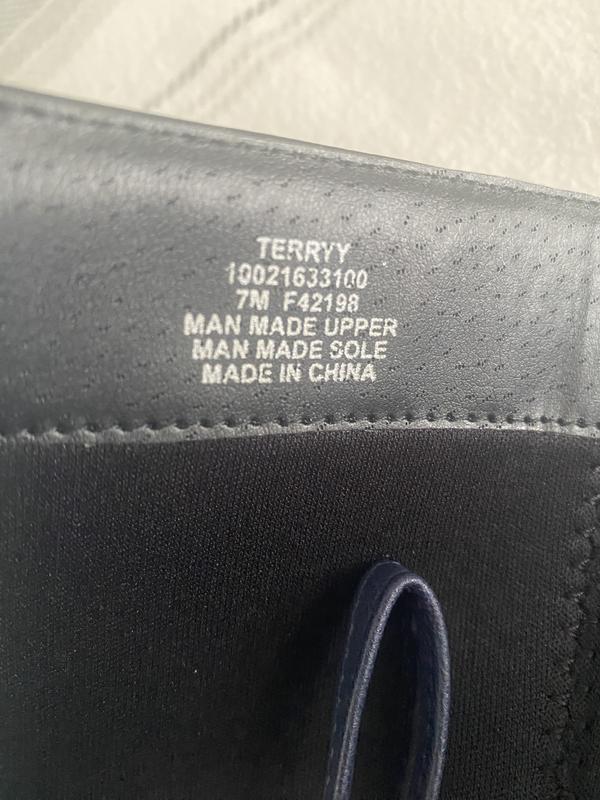 TERRYY
10021633100
7M F42198
MAN MADE UPPER
MAN MADE SOLE
MADE IN CHINA